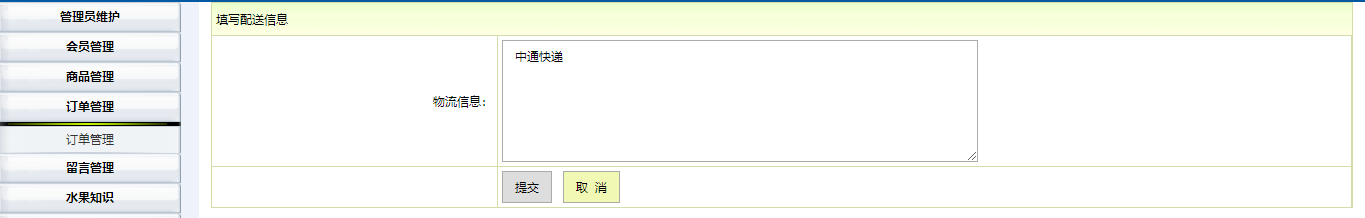 管理员维护
会员管理
商品管理
订单管理
订单管理
留言管理
水果知识
填写配送信息
物流信息：
中通快递
提交
取 消